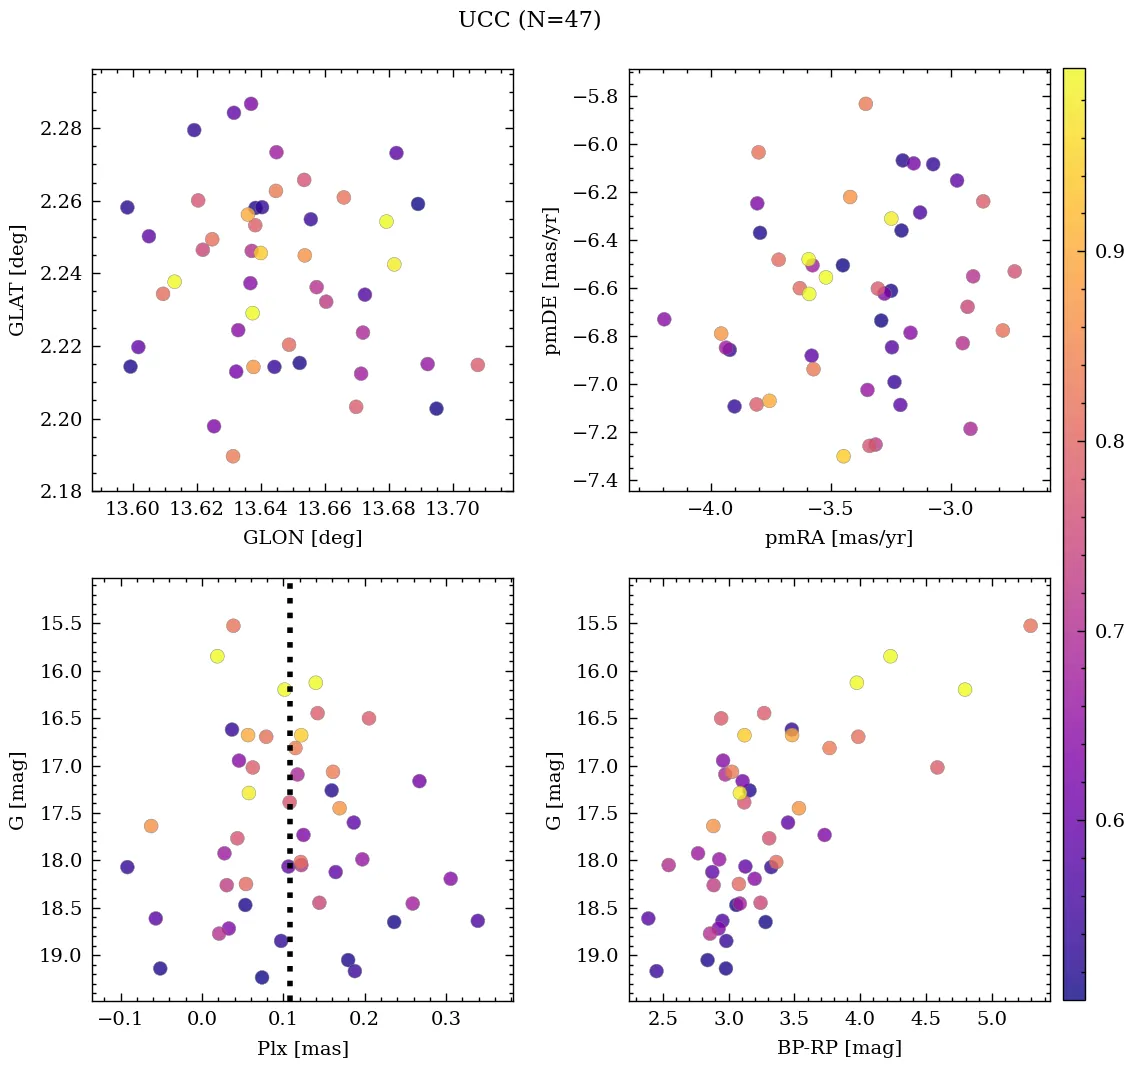 UCC (N=47)
2.28
2.26
2.24
2.22
2.20
2.18
GLAT [deg]
13.60 13.62 13.64 13.66 13.68 13.70
GLON [deg]
−5.8
−6.0
−6.2
−6.4
−6.6
−6.8
−7.0
−7.2
−7.4
pmDE [mas/yr]
−4.0 −3.5 −3.0
pmRA [mas/yr]
0.9
0.8
0.7
0.6
15.5
16.0
16.5
17.0
17.5
18.0
18.5
19.0
G [mag]
−0.1 0.0 0.1 0.2 0.3
Plx [mas]
15.5
16.0
16.5
17.0
17.5
18.0
18.5
19.0
G [mag]
2.5 3.0 3.5 4.0 4.5 5.0
BP-RP [mag]